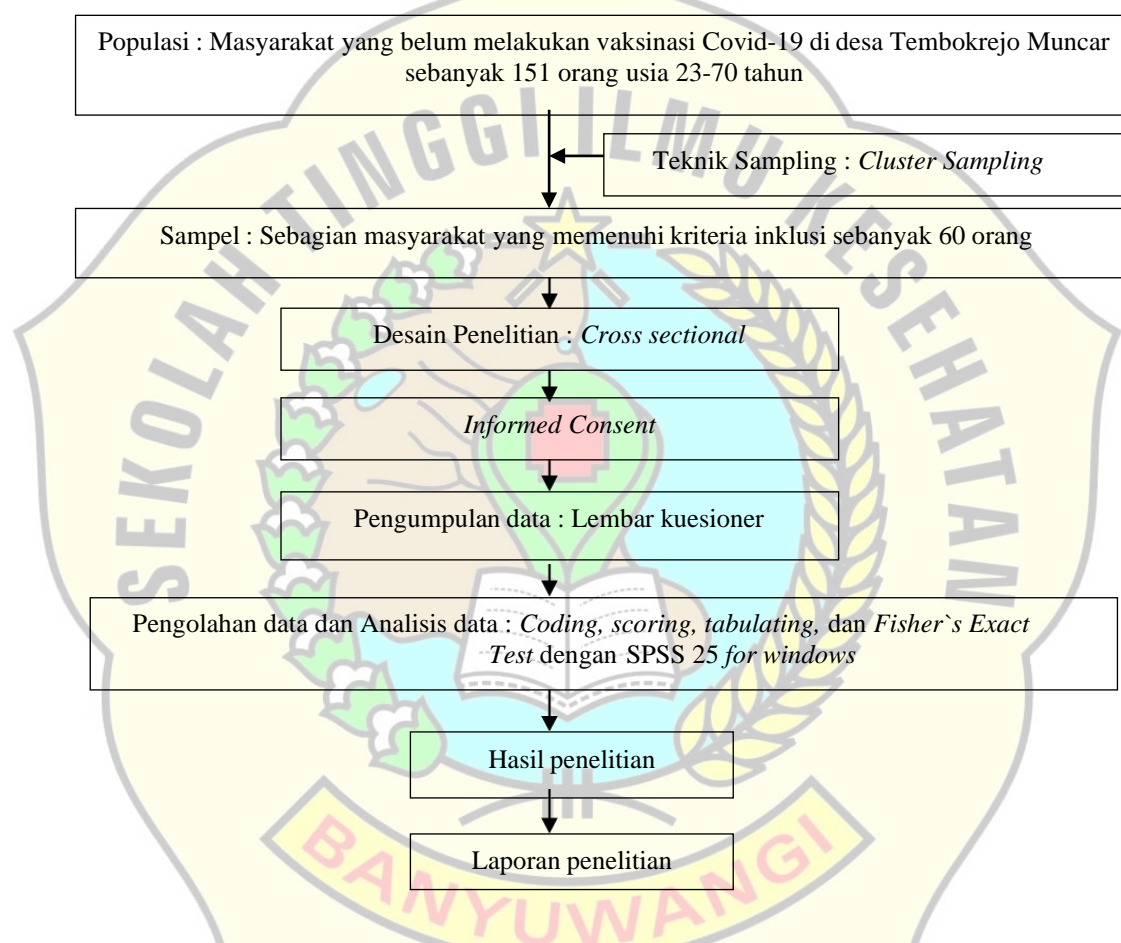 Populasi : Masyarakat yang belum melakukan vaksinasi Covid-19 di desa Tembokrejo Muncar
sebanyak 151 orang usia 23-70 tahun
Teknik Sampling : Cluster Sampling
Sampel : Sebagian masyarakat yang memenuhi kriteria inklusi sebanyak 60 orang
Desain Penelitian : Cross sectional
Informed Consent
Pengumpulan data : Lembar kuesioner
Pengolahan data dan Analisis data : Coding, scoring, tabulating, dan Fisher`s Exact
Test dengan SPSS 25 for windows
Hasil penelitian
Laporan penelitian
SEKOLAH TINGGI ILMU KESEHATAN
BANYUWANGI